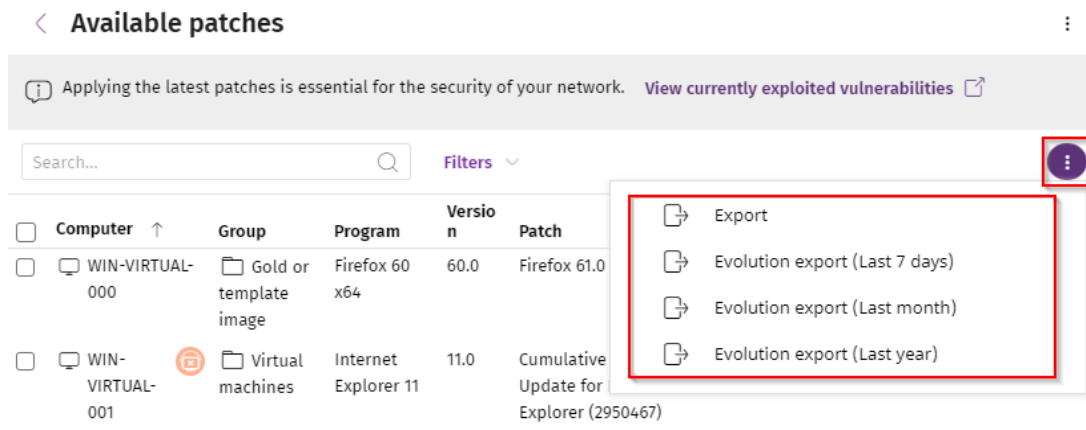 Available patches
Applying the latest patches is essential for the security of your network. View currently exploited vulnerabilities
Search...
Filters
Computer Group Program Versio
n Patch
WIN-VIRTUAL-
000
Gold or
template
image
Firefox 60
x64
60.0
Firefox 61.0
WIN-
VIRTUAL-
001
Virtual
machines
Internet
Explorer 11
11.0
Cumulative
Update for
Explorer (2950467)
Export
Evolution export (Last 7 days)
Evolution export (Last month)
Evolution export (Last year)